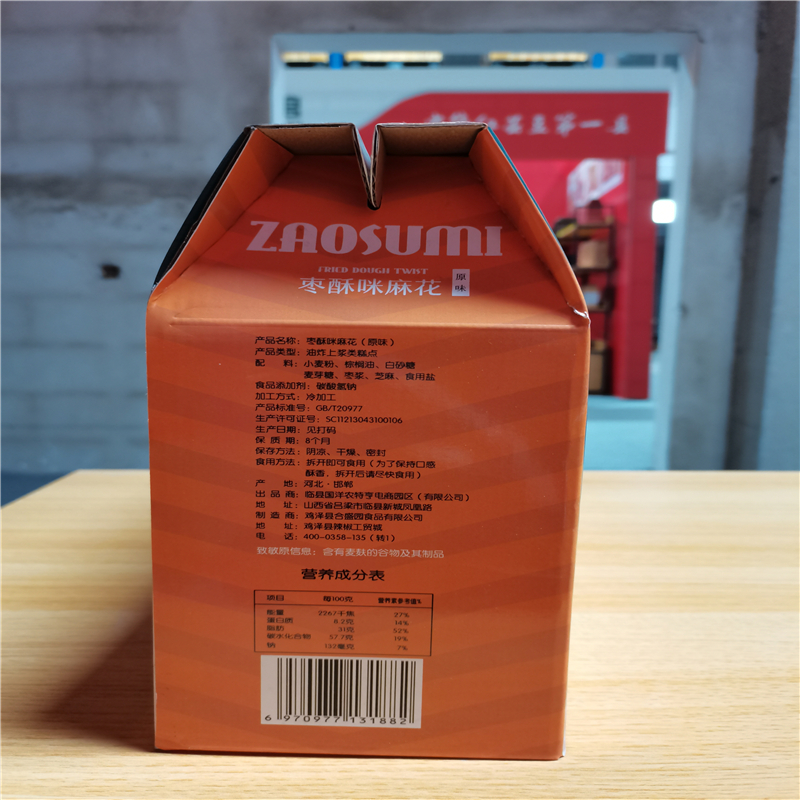 第一县
ZAOSUMI
FRIED DOUGH TWIST
枣酥咪麻花 原味
产品名称：枣酥咪麻花（原味）
产品类型：油炸上浆类糕点
配 料：小麦粉、棕榈油、白砂糖
麦芽糖、枣浆、芝麻、食用盐
食品添加剂：碳酸氢钠
加工方式：冷加工
产品标准号：GB/T20977
生产许可证号：SC11213043100106
生产日期：见打码
保 质 期：8个月
保存方法：阴凉、干燥、密封
食用方法：拆开即可食用（为了保持口感
酥香，拆开后请尽快食用）
产 地：河北·邯郸
出 品 商：临县国洋农特亨电商园区（有限公司）
地 址：山西省吕梁市临县新城凤凰路
制 造 商：鸡泽县合盛园食品有限公司
地 址：鸡泽县辣椒工贸城
电 话：400-0358-135（转1）
致敏原信息：含有麦麸的谷物及其制品
营养成分表
项目 每100克 营养素参考值%
能量 2267千焦 27%
蛋白质 8.2克 14%
脂肪 31克 52%
碳水化合物 57.7克 19%
钠 132毫克 7%
6 970977 131882